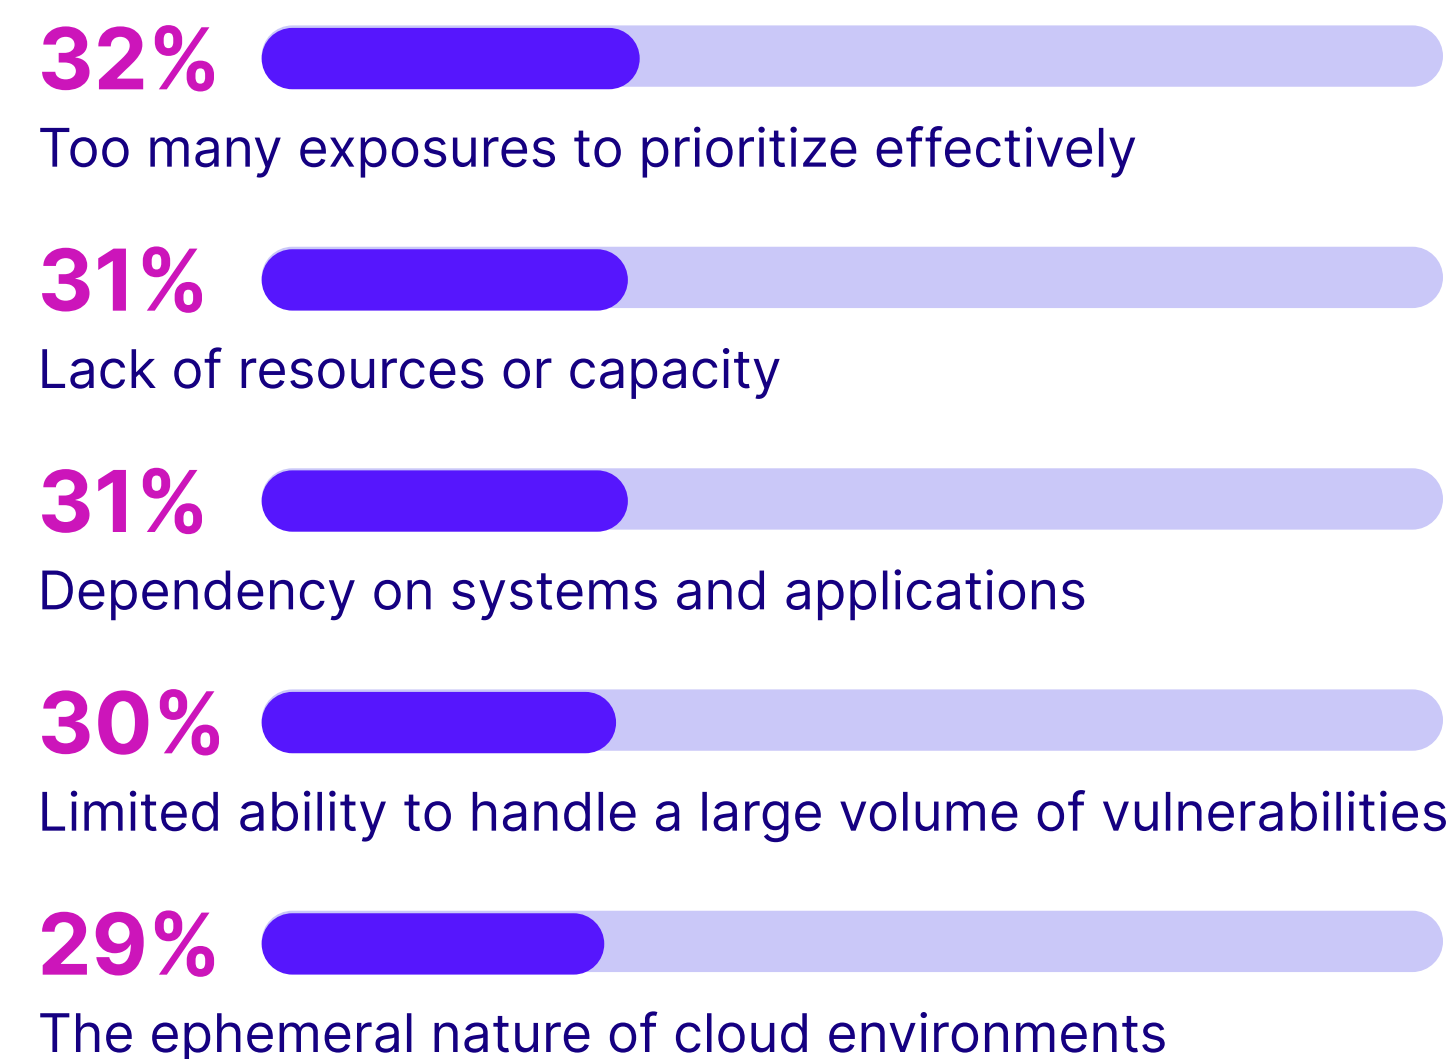 32%
Too many exposures to prioritize effectively
31%
Lack of resources or capacity
31%
Dependency on systems and applications
30%
Limited ability to handle a large volume of vulnerabilities
29%
The ephemeral nature of cloud environments